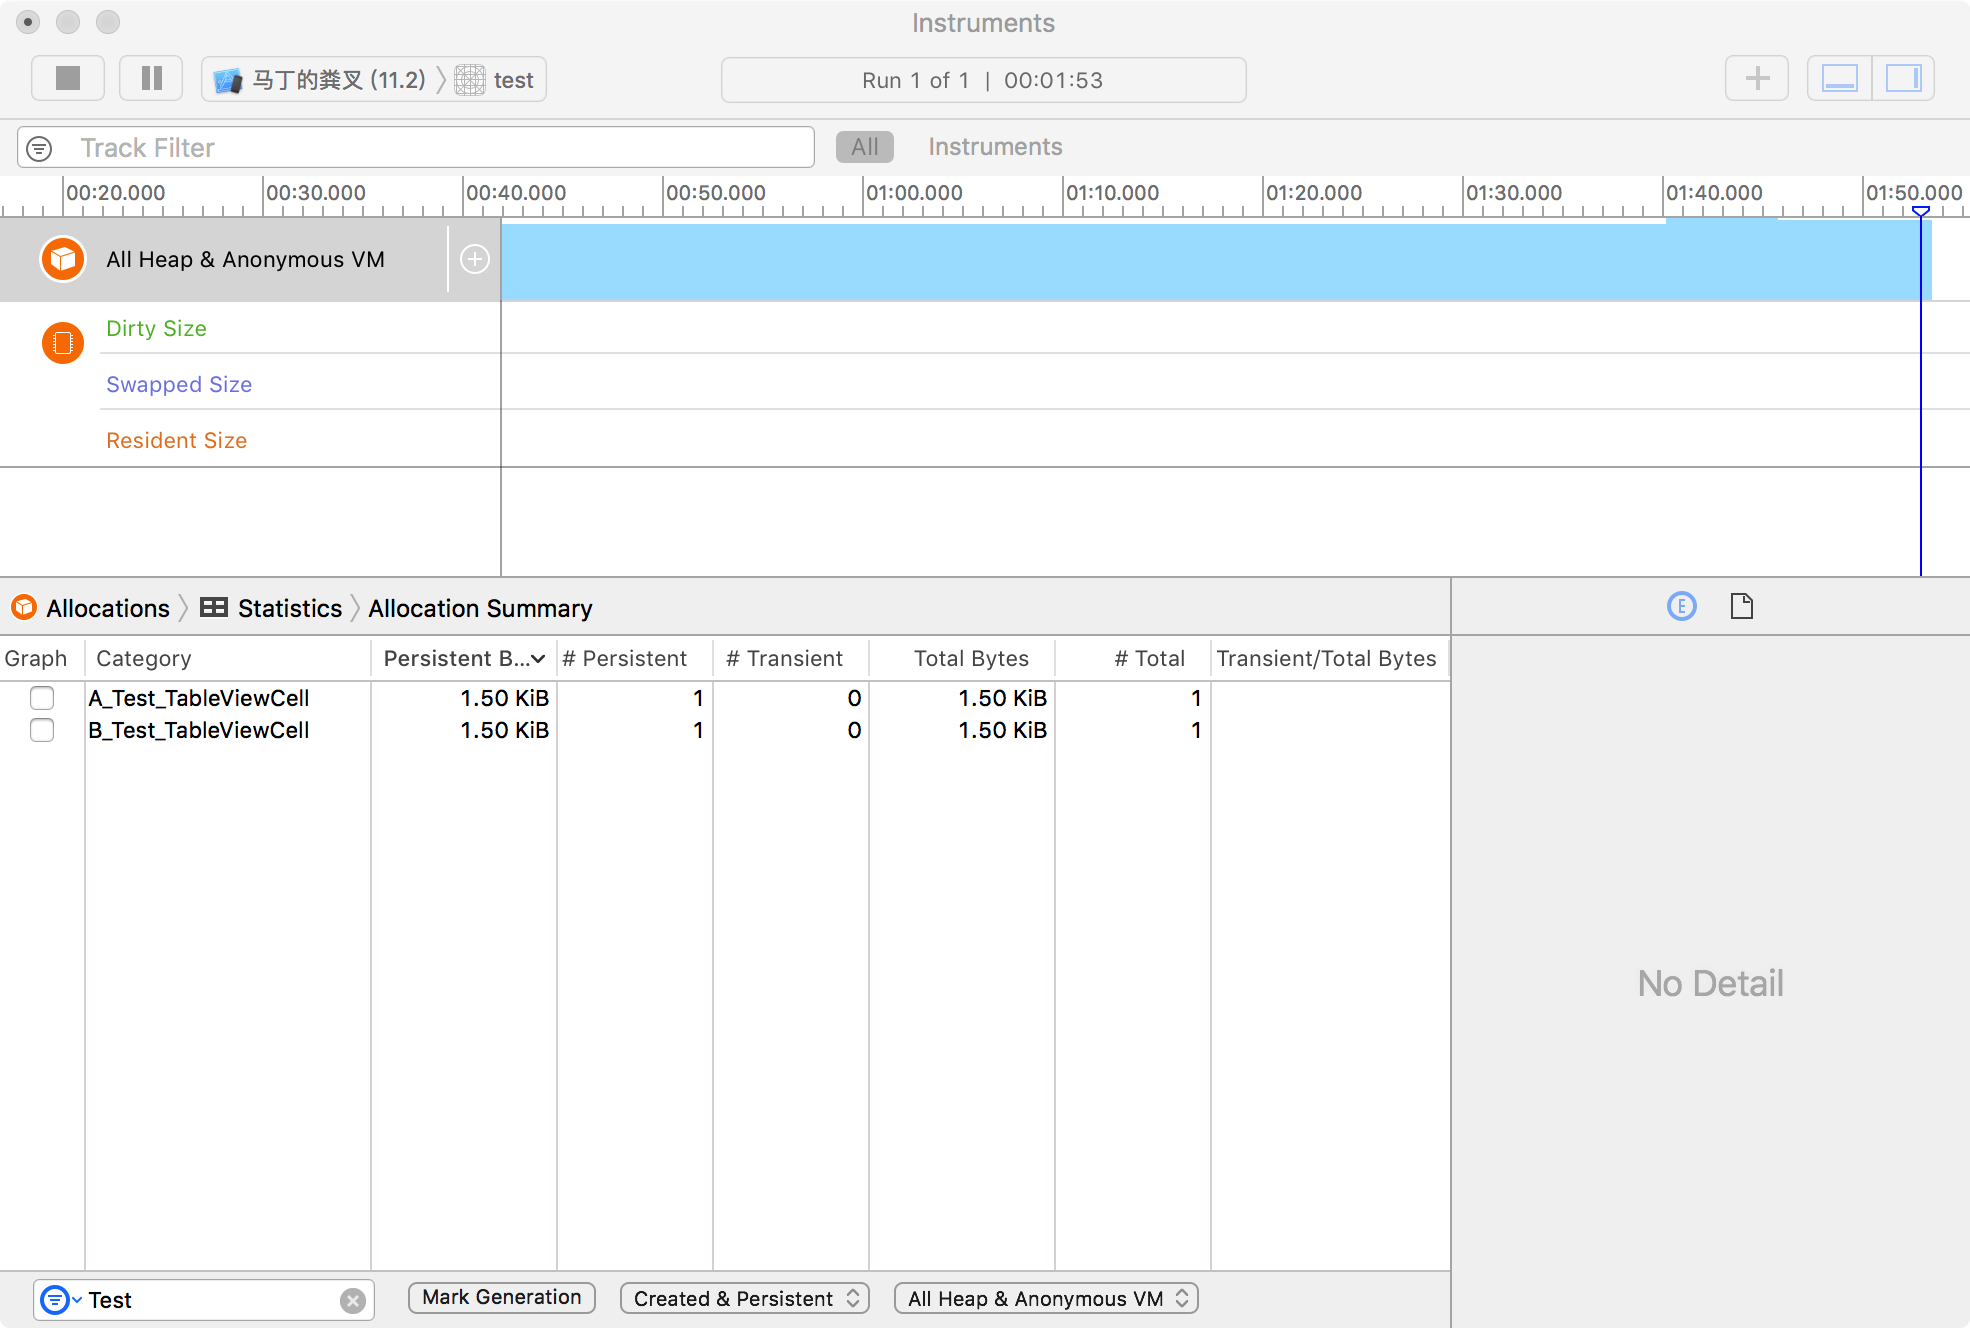 Instruments
马丁的粪叉 (11.2) 〉 test
Run 1 of 1 | 00:01:53
Track Filter
All
Instruments
00:20.000 00:30.000 00:40.000 00:50.000 01:00.000 01:10.000 01:20.000 01:30.000 01:40.000 01:50.000
All Heap & Anonymous VM
Dirty Size
Swapped Size
Resident Size
Allocations 〉 Statistics 〉 Allocation Summary
E
Graph Category Persistent B... # Persistent # Transient Total Bytes # Total Transient/Total Bytes
A_Test_TableViewCell 1.50 KiB 1 0 1.50 KiB 1
B_Test_TableViewCell 1.50 KiB 1 0 1.50 KiB 1
No Detail
Test
Mark Generation
Created & Persistent
All Heap & Anonymous VM